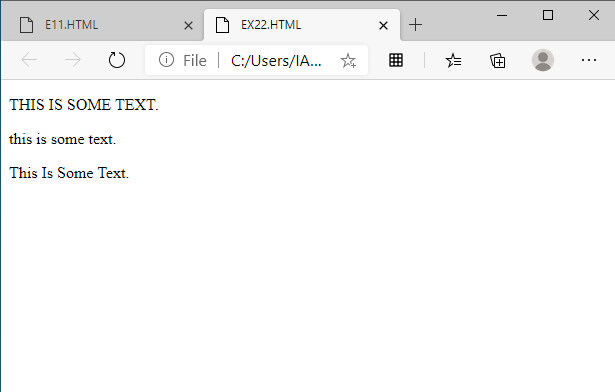 E11.HTML
EX22.HTML
File C:/Users/IA...
THIS IS SOME TEXT.
this is some text.
This Is Some Text.